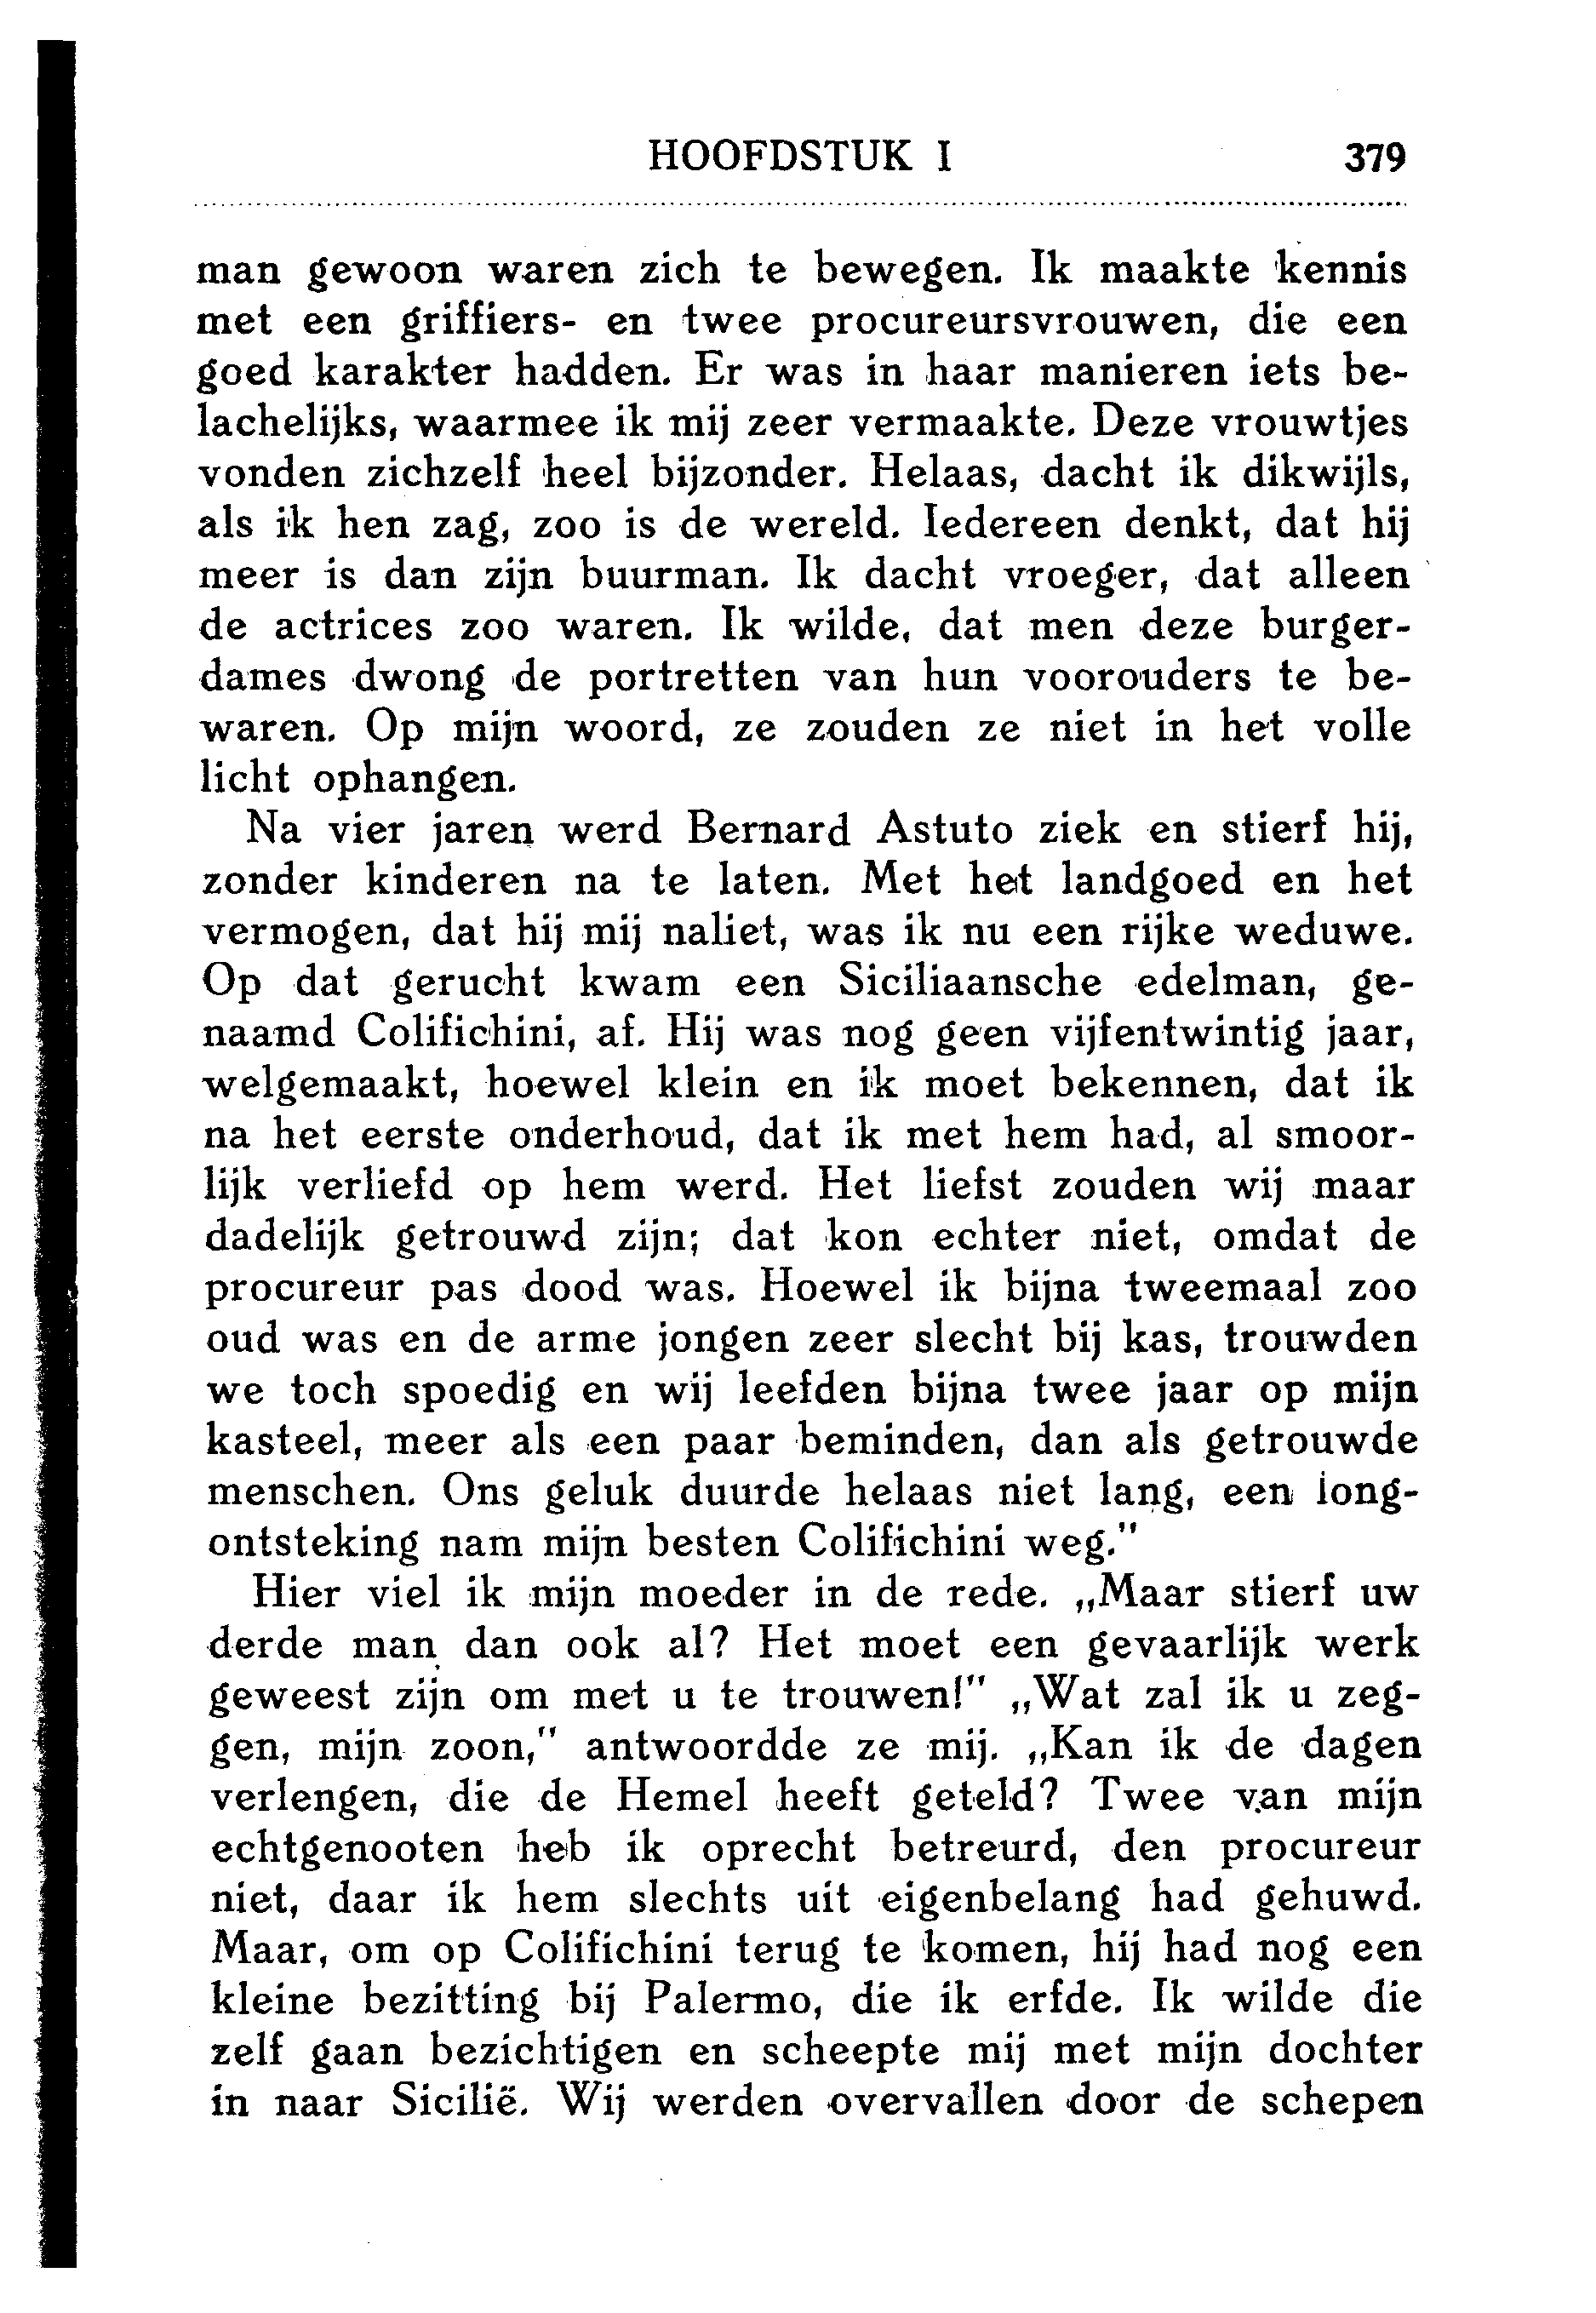 HOOFDSTUK I 379
man gewoon waren zich te bewegen. Ik maakte kennis
met een griffiers- en twee procureursvrouwen, die een
goed karakter hadden. Er was in haar manieren iets be-
lachelijks, waarmee ik mij zeer vermaakte. Deze vrouwtjes
vonden zichzelf heel bijzonder. Helaas, dacht ik dikwijls,
als ik hen zag, zoo is de wereld. Iedereen denkt, dat hij
meer is dan zijn buurman. Ik dacht vroeger, dat alleen
de actrices zoo waren. Ik wilde, dat men deze burger-
dames dwong de portretten van hun voorouders te be-
waren. Op mijn woord, ze zouden ze niet in het volle
licht ophangen.
Na vier jaren werd Bernard Astuto ziek en stierf hij,
zonder kinderen na te laten. Met het landgoed en het
vermogen, dat hij mij naliet, was ik nu een rijke weduwe.
Op dat gerucht kwam een Siciliaansche edelman, ge-
naamd Colifichini, af. Hij was nog geen vijfentwintig jaar,
welgemaakt, hoewel klein en ik moet bekennen, dat ik
na het eerste onderhoud, dat ik met hem had, al smoor-
lijk verliefd op hem werd. Het liefst zouden wij maar
dadelijk getrouwd zijn; dat kon echter niet, omdat de
procureur pas dood was. Hoewel ik bijna tweemaal zoo
oud was en de arme jongen zeer slecht bij kas, trouwden
we toch spoedig en wij leefden bijna twee jaar op mijn
kasteel, meer als een paar beminden, dan als getrouwde
menschen. Ons geluk duurde helaas niet lang, een iong-
ontsteking nam mijn besten Colifichini weg."
Hier viel ik mijn moeder in de rede. „Maar stierf uw
derde man dan ook al? Het moet een gevaarlijk werk
geweest zijn om met u te trouwen!" „Wat zal ik u zeg-
gen, mijn zoon," antwoordde ze mij. „Kan ik de dagen
verlengen, die de Hemel heeft geteld? Twee van mijn
echtgenooten heb ik oprecht betreurd, den procureur
niet, daar ik hem slechts uit eigenbelang had gehuwd.
Maar, om op Colifichini terug te komen, hij had nog een
kleine bezitting bij Palermo, die ik erfde. Ik wilde die
zelf gaan bezichtigen en scheepte mij met mijn dochter
in naar Sicilië. Wij werden overvallen door de schepen